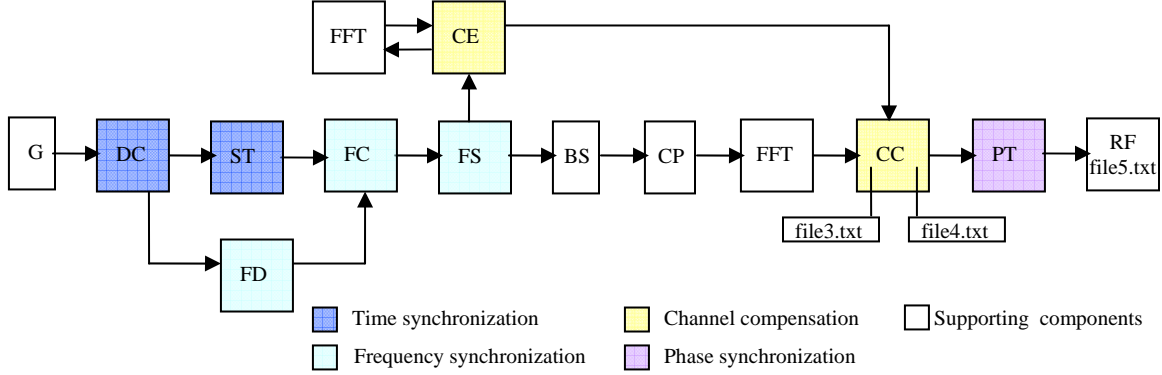 FFT
CE
G
DC
ST
FC
FS
BS
CP
FFT
CC
PT
RF
file5.txt
file3.txt
file4.txt
FD
Time synchronization
Channel compensation
Supporting components
Frequency synchronization
Phase synchronization